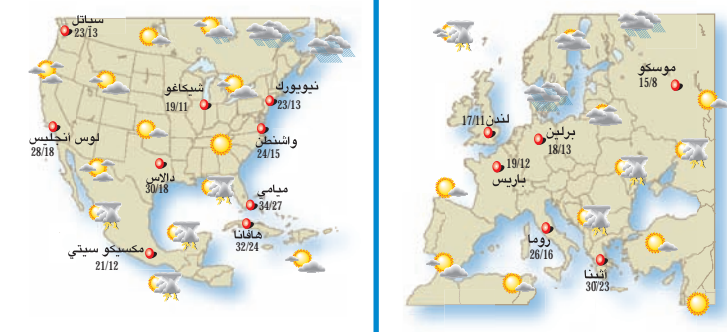 سياتل
23/13
شيكاغو
19/11
نيويورك
23/13
لوس أنجليس
28/18
واشنطن
24/15
دالاس
30/18
ميامي
34/27
هافانا
32/24
مكسيكو سيتي
21/12
موسكو
15/8
لندن 17/11
برلين
18/13
19/12
باريس
روما
26/16
أثينا
30/23